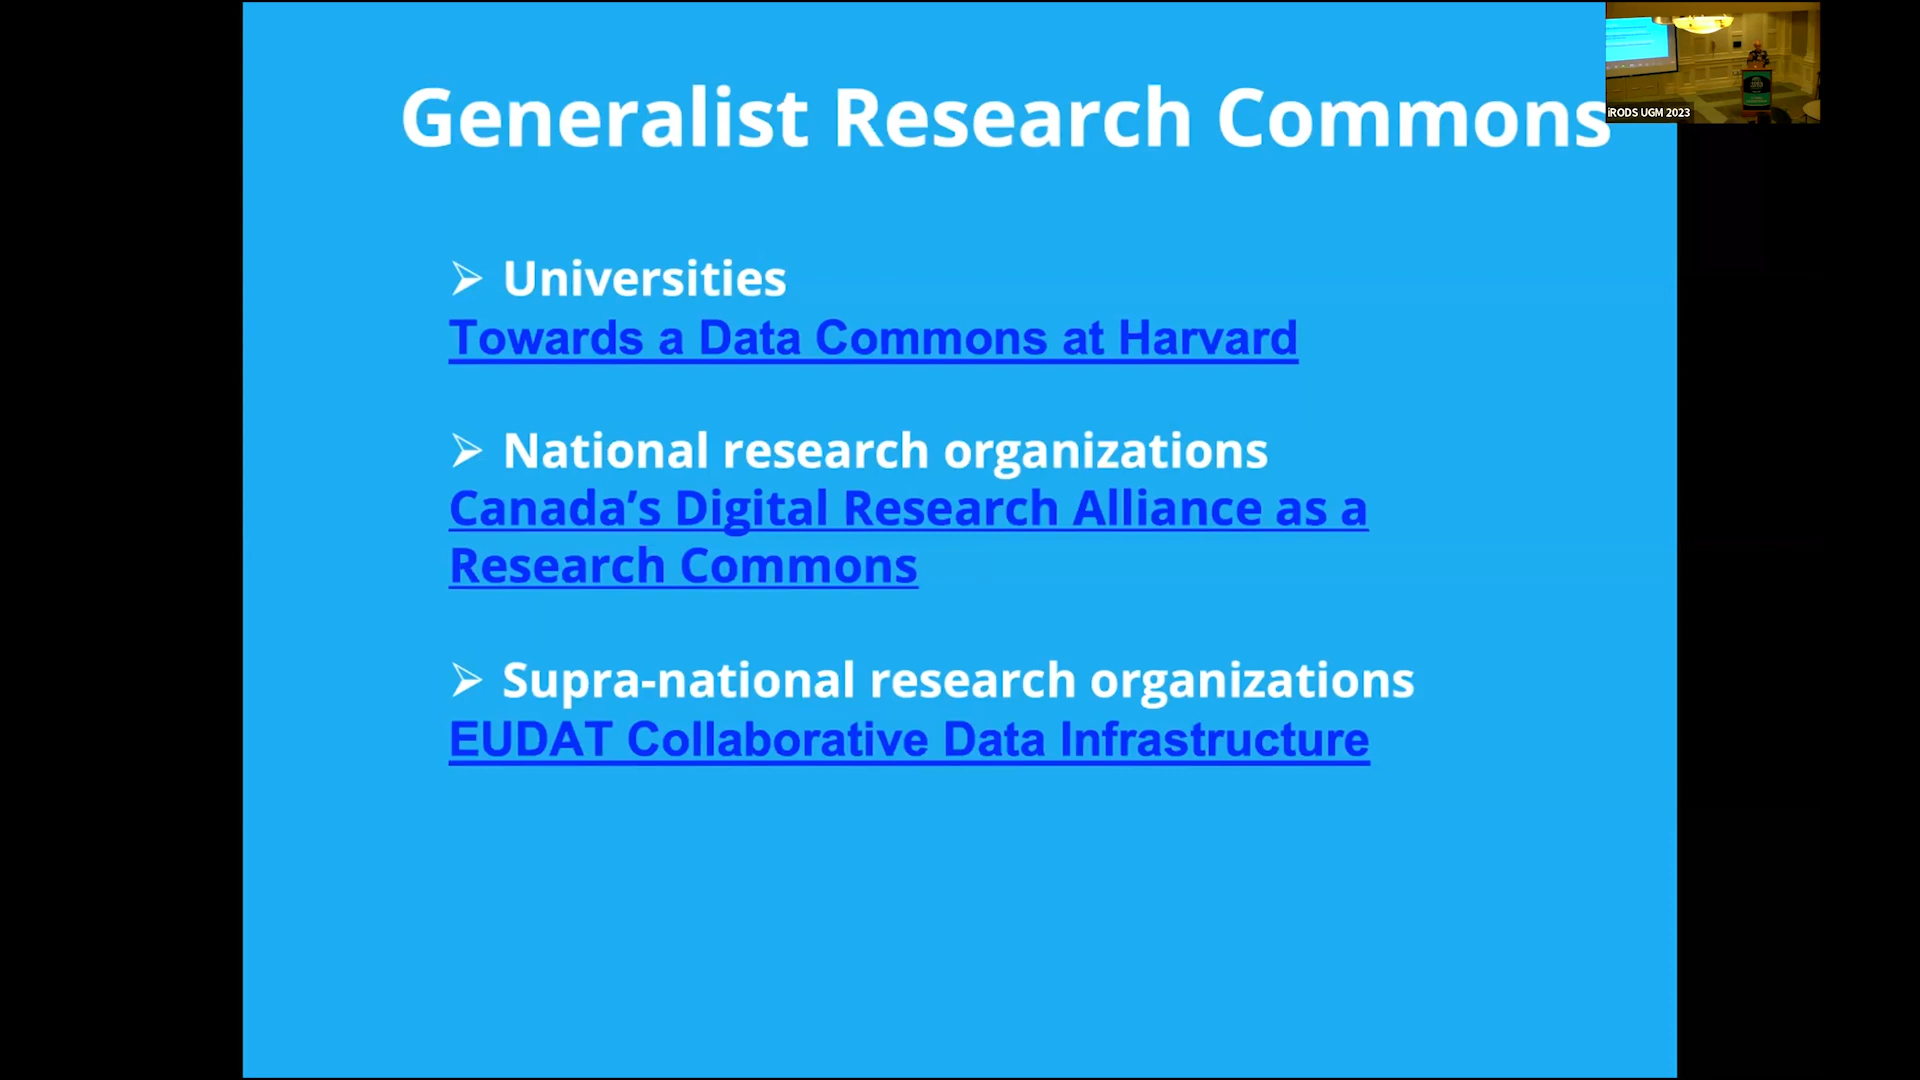 Generalist Research Commons
iRODS UGM 2023
➢ Universities
Towards a Data Commons at Harvard
➢ National research organizations
Canada’s Digital Research Alliance as a
Research Commons
➢ Supra-national research organizations
EUDAT Collaborative Data Infrastructure